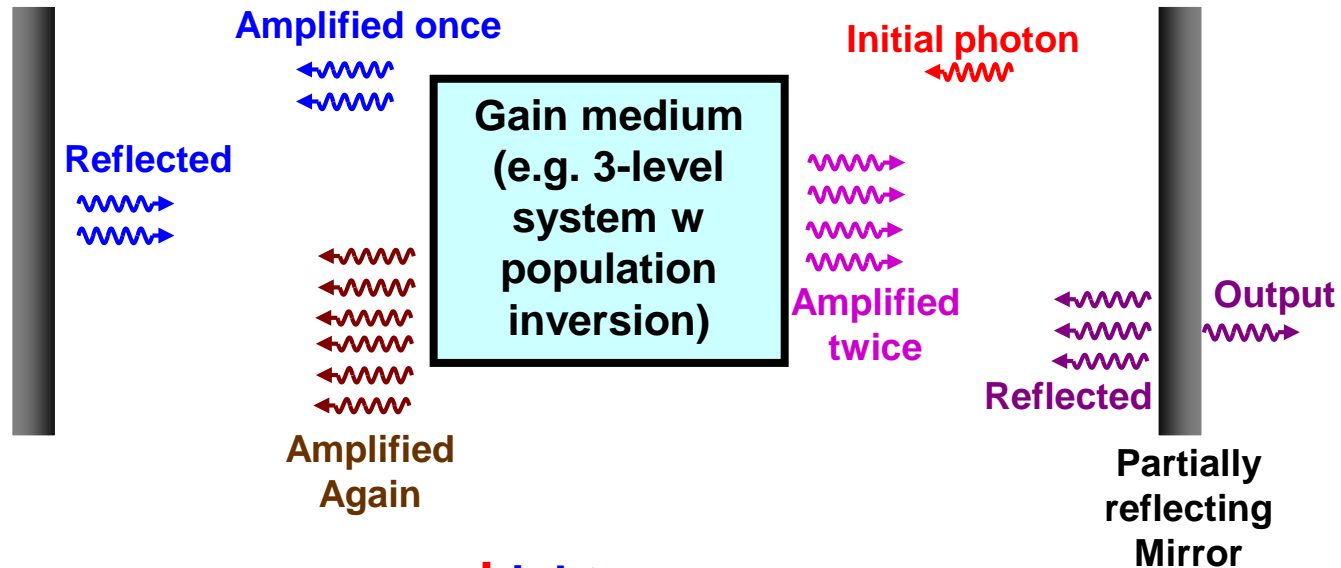 Amplified once
Initial photon
Gain medium
(e.g. 3-level
system w
population
inversion)
Reflected
Amplified
twice
Output
Reflected
Amplified
Again
Partially
reflecting
Mirror